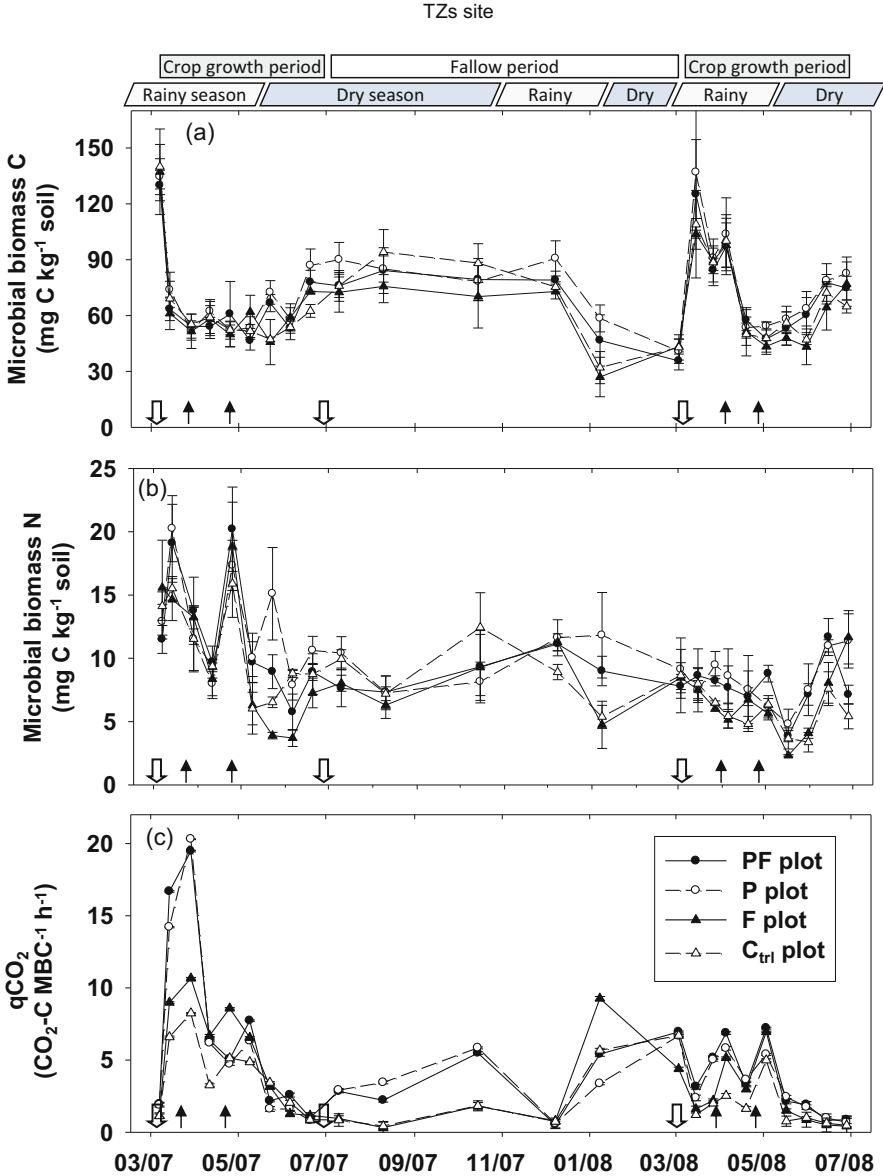 TZs site
Crop growth period Fallow period Crop growth period
Rainy season Dry season Rainy Dry Rainy Dry
(a)
Microbial biomass C
(mg C kg⁻¹ soil)
150
120
90
60
30
0
(b)
Microbial biomass N
(mg C kg⁻¹ soil)
25
20
15
10
5
0
(c)
qCO₂
(CO₂-C MBC⁻¹ h⁻¹)
20
15
10
5
0
PF plot
P plot
F plot
Cₜᵣₗ plot
03/07 05/07 07/07 09/07 11/07 01/08 03/08 05/08 07/08